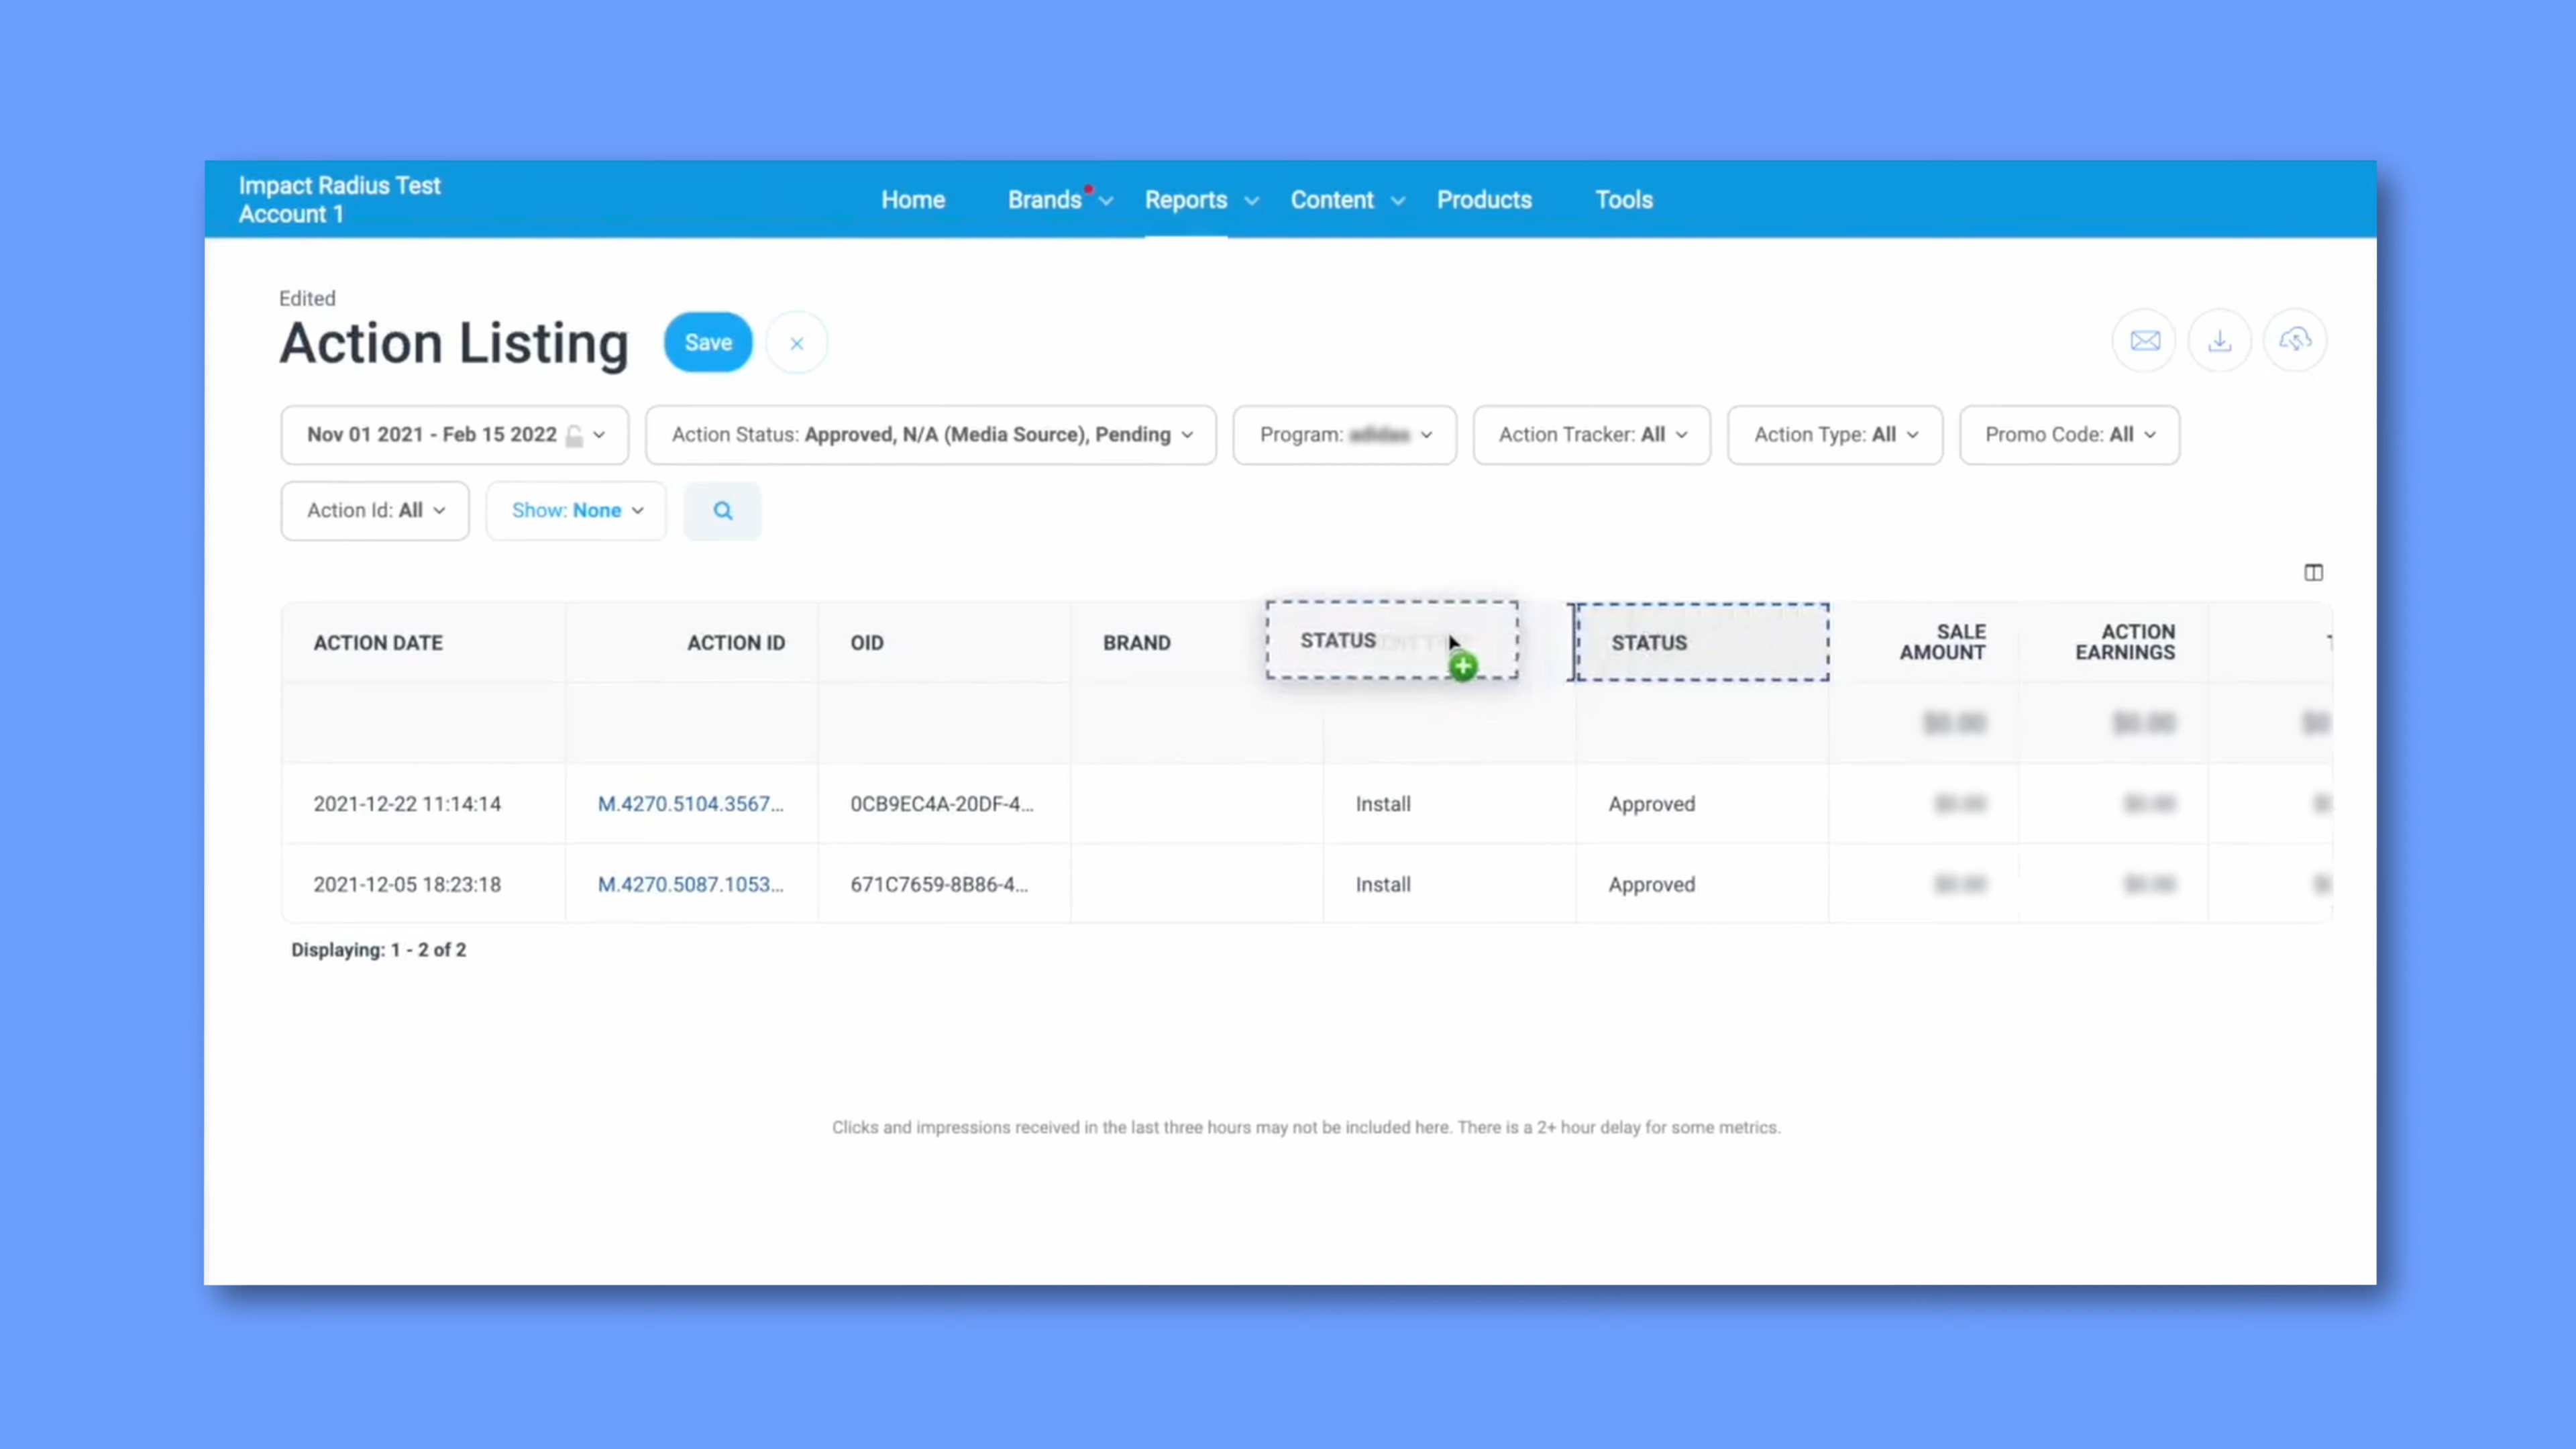 Impact Radius Test
Account 1
Home Brands Reports Content Products Tools
Edited
Action Listing Save
Nov 01 2021 - Feb 15 2022 Action Status: Approved, N/A (Media Source), Pending Program: Action Tracker: All Action Type: All Promo Code: All
Action Id: All Show: None
ACTION DATE ACTION ID OID BRAND STATUS STATUS SALE AMOUNT ACTION EARNINGS
2021-12-22 11:14:14 M.4270.5104.3567... 0CB9EC4A-20DF-4... Install Approved
2021-12-05 18:23:18 M.4270.5087.1053... 671C7659-8B86-4... Install Approved
Displaying: 1 - 2 of 2
Clicks and impressions received in the last three hours may not be included here. There is a 2+ hour delay for some metrics.